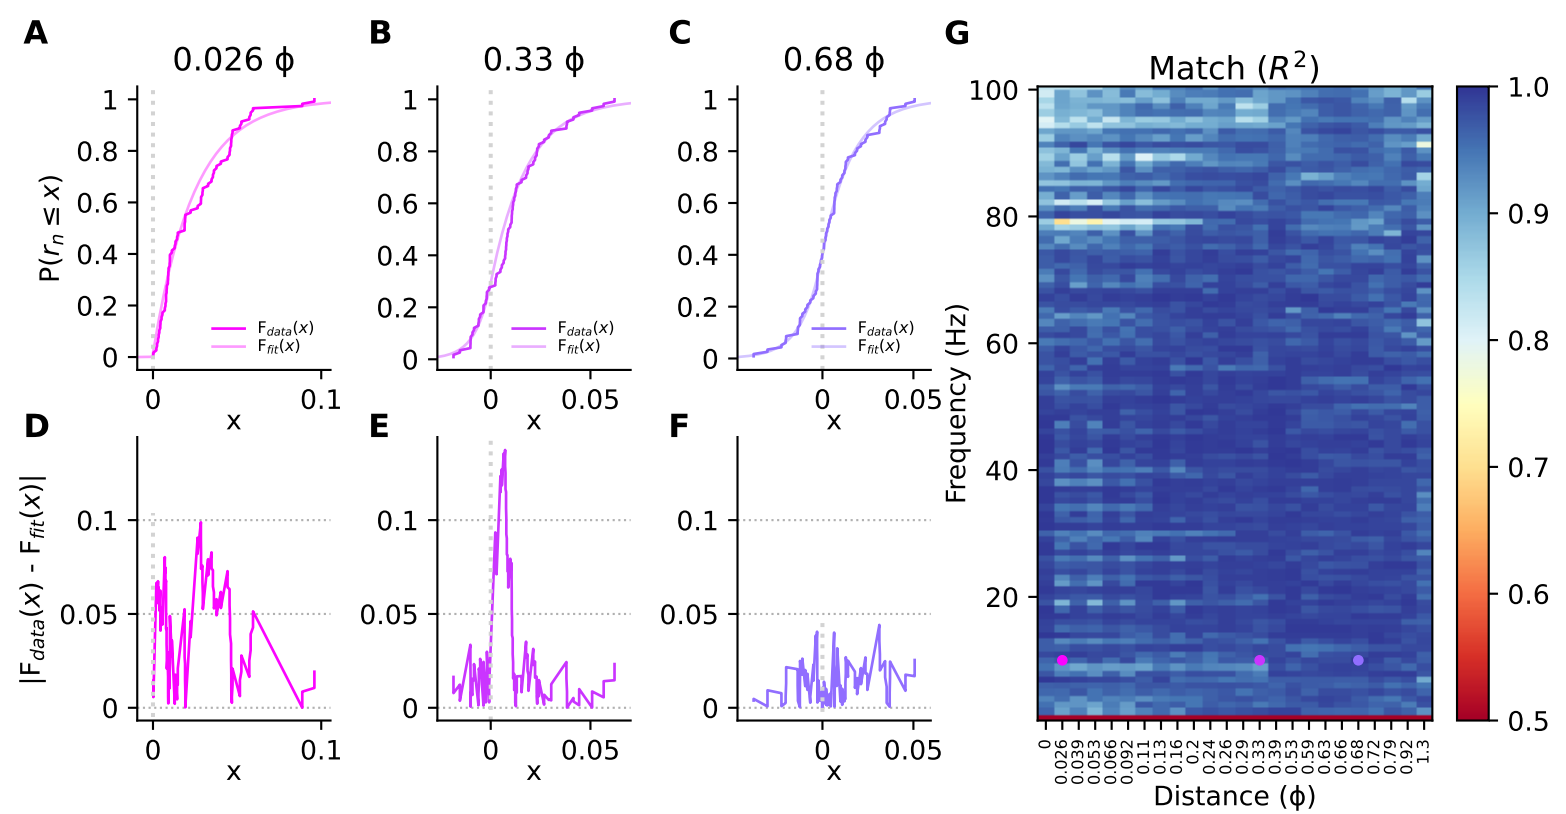 A
0.026 ϕ
P(rₙ ≤ x)
1
0.8
0.6
0.4
0.2
0
F_data(x)
F_fit(x)
0
0.1
x
B
0.33 ϕ
1
0.8
0.6
0.4
0.2
0
F_data(x)
F_fit(x)
0
0.05
x
C
0.68 ϕ
1
0.8
0.6
0.4
0.2
0
F_data(x)
F_fit(x)
0
0.05
x
D
|F_data(x) - F_fit(x)|
0.1
0.05
0
0
0.1
x
E
0.1
0.05
0
0
0.05
x
F
0.1
0.05
0
0
0.05
x
G
Match (R²)
Frequency (Hz)
100
80
60
40
20
0
0.026
0.039
0.053
0.066
0.092
0.11
0.13
0.16
0.2
0.24
0.26
0.29
0.33
0.39
0.53
0.59
0.63
0.66
0.68
0.72
0.79
0.92
1.3
Distance (ϕ)
1.0
0.9
0.8
0.7
0.6
0.5